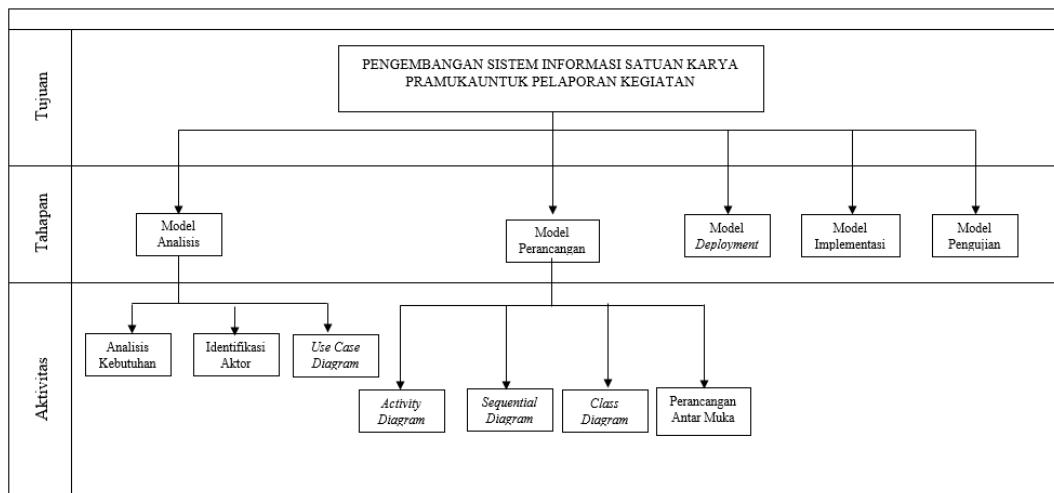 Tujuan
PENGEMBANGAN SISTEM INFORMASI SATUAN KARYA
PRAMUKAUNTUK PELAPORAN KEGIATAN
Tahapan
Model
Analisis
Model
Perancangan
Model
Deployment
Model
Implementasi
Model
Pengujian
Aktivitas
Analisis
Kebutuhan
Identifikasi
Aktor
Use Case
Diagram
Activity
Diagram
Sequential
Diagram
Class
Diagram
Perancangan
Antar Muka